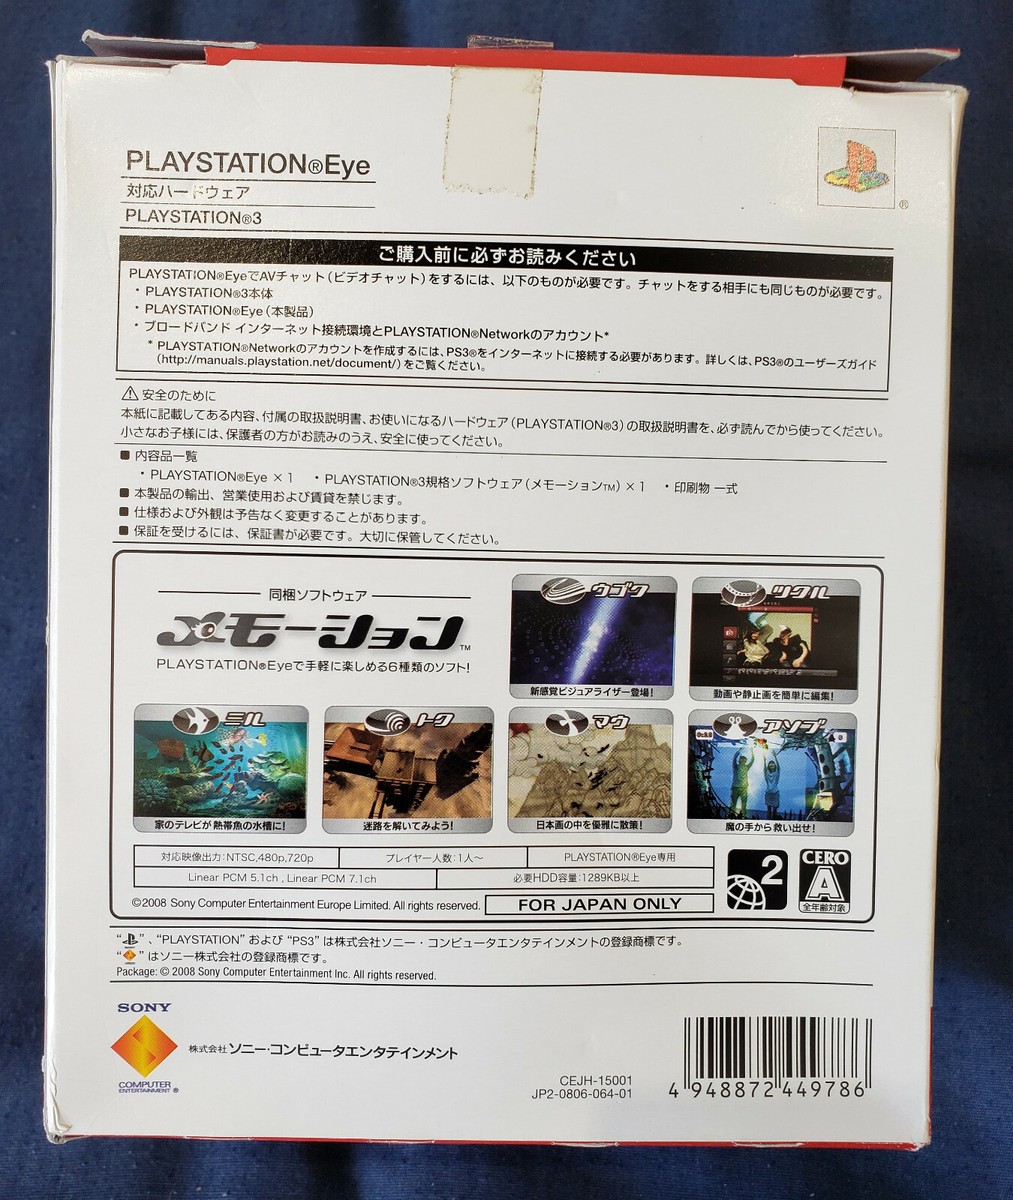 PLAYSTATION®Eye
対応ハードウェア
PLAYSTATION®3
®
ご購入前に必ずお読みください
PLAYSTATION®EyeでAVチャット(ビデオチャット)をするには、以下のものが必要です。チャットをする相手にも同じものが必要です。
・PLAYSTATION®3本体
・PLAYSTATION®Eye(本製品)
・ブロードバンド インターネット接続環境とPLAYSTATION®Networkのアカウント*
* PLAYSTATION®Networkのアカウントを作成するには、PS3®をインターネットに接続する必要があります。詳しくは、PS3®のユーザーズガイド
(http://manuals.playstation.net/document/)をご覧ください。
⚠安全のために
本紙に記載してある内容、付属の取扱説明書、お使いになるハードウェア(PLAYSTATION®3)の取扱説明書を、必ず読んでから使ってください。
小さなお子様には、保護者の方がお読みのうえ、安全に使ってください。
■ 内容品一覧
・PLAYSTATION®Eye × 1 ・PLAYSTATION®3規格ソフトウェア(メモーション™) × 1 ・印刷物 一式
■ 本製品の輸出、営業使用および賃貸を禁じます。
■ 仕様および外観は予告なく変更することがあります。
■ 保証を受けるには、保証書が必要です。大切に保管してください。
同梱ソフトウェア
メモーション™
PLAYSTATION®Eyeで手軽に楽しめる6種類のソフト!
ウゴク
新感覚ビジュアライザー登場!
ツクル
動画や静止画を簡単に編集!
ミル
家のテレビが熱帯魚の水槽に!
トク
迷路を解いてみよう!
マウ
日本画の中を優雅に散策!
アソブ
魔の手から救い出せ!
対応映像出力:NTSC,480p,720p
プレイヤー人数:1人〜
PLAYSTATION®Eye専用
Linear PCM 5.1ch , Linear PCM 7.1ch
必要HDD容量:1289KB以上
2
CERO
A
全年齢対象
©2008 Sony Computer Entertainment Europe Limited. All rights reserved.
FOR JAPAN ONLY
“ ”、“PLAYSTATION” および “PS3” は株式会社ソニー・コンピュータエンタテインメントの登録商標です。
“ ” はソニー株式会社の登録商標です。
Package: © 2008 Sony Computer Entertainment Inc. All rights reserved.
SONY
COMPUTER
ENTERTAINMENT®
株式会社 ソニー・コンピュータエンタテインメント
CEJH-15001
JP2-0806-064-01
4 948872 449786